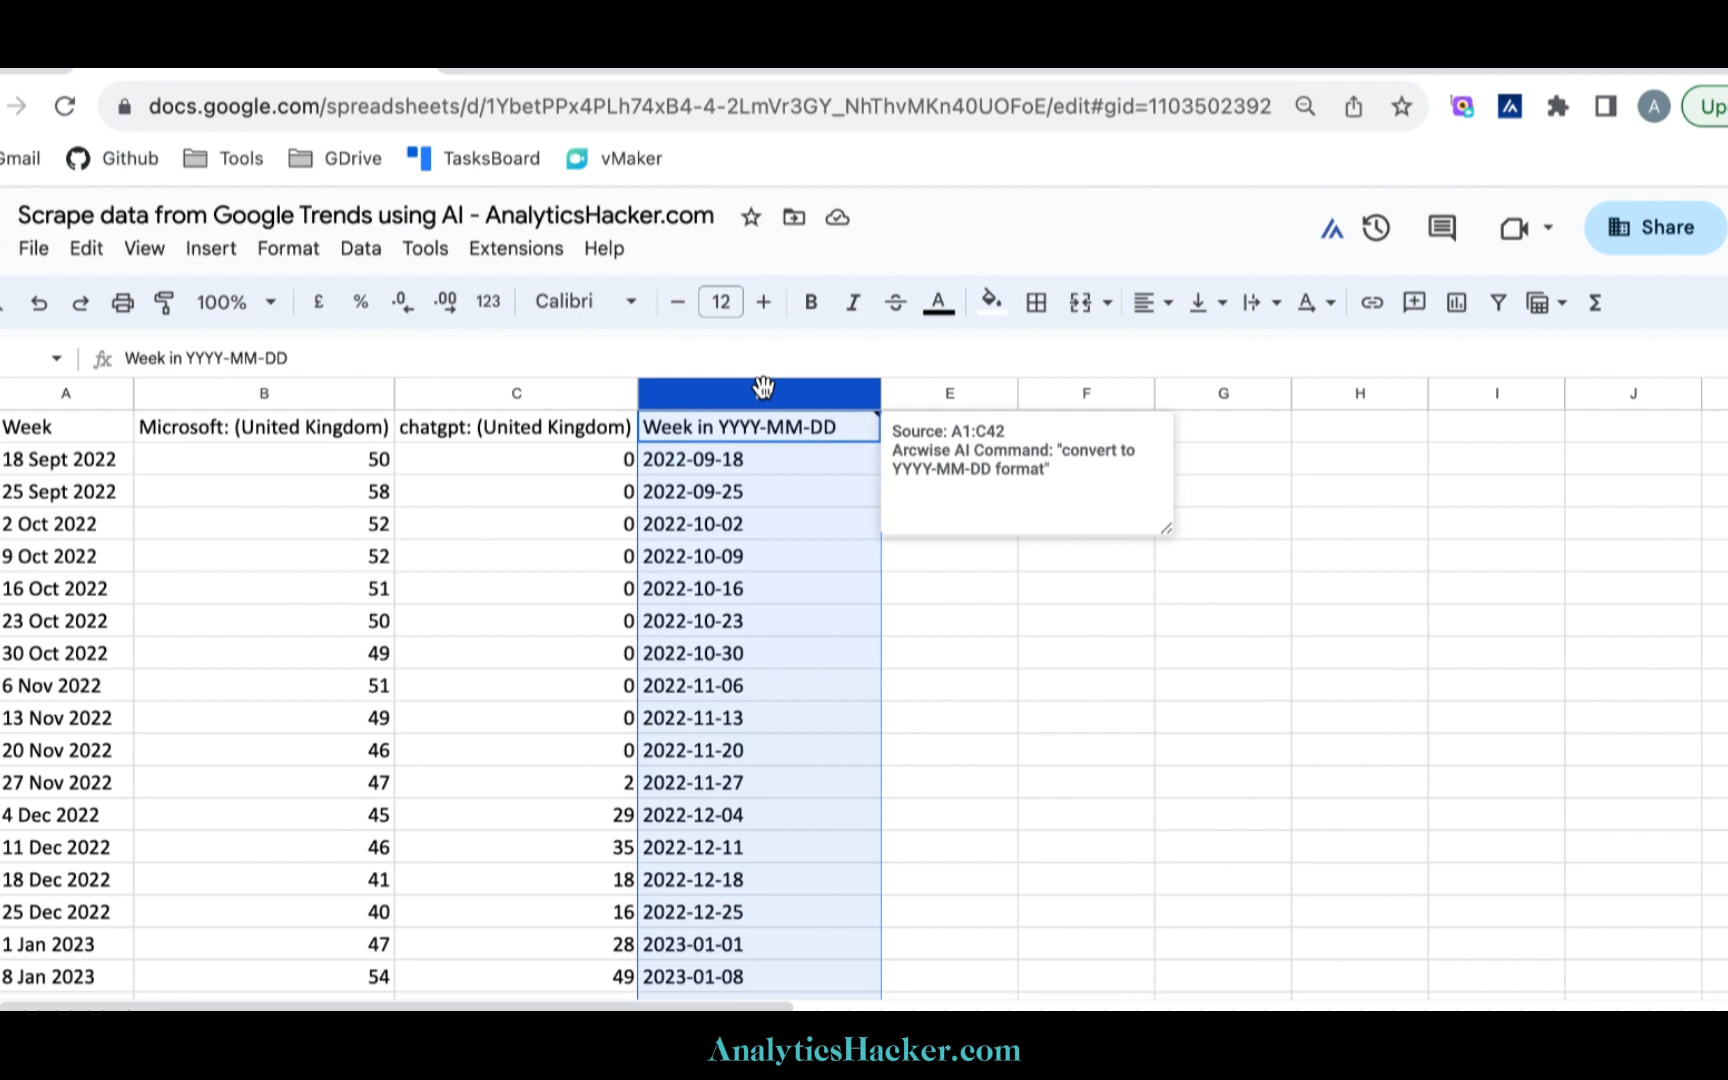 docs.google.com/spreadsheets/d/1YbetPPx4PLh74xB4-4-2LmVr3GY_NhThvMKn40UOFoE/edit#gid=1103502392 A Up
Github Tools GDrive TasksBoard vMaker
Scrape data from Google Trends using AI - AnalyticsHacker.com
File Edit View Insert Format Data Tools Extensions Help
Share
100% £ % .0 .00 123 Calibri 12 B I A
fx Week in YYYY-MM-DD
A B C E F G H I J
Week Microsoft: (United Kingdom) chatgpt: (United Kingdom) Week in YYYY-MM-DD
Source: A1:C42
Arcwise AI Command: "convert to
YYYY-MM-DD format"
18 Sept 2022 50 0 2022-09-18
25 Sept 2022 58 0 2022-09-25
2 Oct 2022 52 0 2022-10-02
9 Oct 2022 52 0 2022-10-09
16 Oct 2022 51 0 2022-10-16
23 Oct 2022 50 0 2022-10-23
30 Oct 2022 49 0 2022-10-30
6 Nov 2022 51 0 2022-11-06
13 Nov 2022 49 0 2022-11-13
20 Nov 2022 46 0 2022-11-20
27 Nov 2022 47 2 2022-11-27
4 Dec 2022 45 29 2022-12-04
11 Dec 2022 46 35 2022-12-11
18 Dec 2022 41 18 2022-12-18
25 Dec 2022 40 16 2022-12-25
1 Jan 2023 47 28 2023-01-01
8 Jan 2023 54 49 2023-01-08
AnalyticsHacker.com